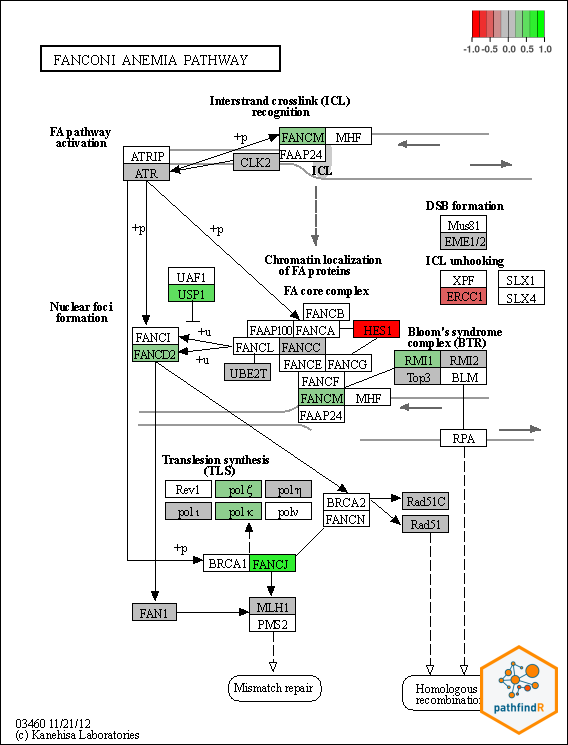 -1.0 -0.5 0.0 0.5 1.0
FANCONI ANEMIA PATHWAY
Interstrand crosslink (ICL)
recognition
FA pathway
activation
+p
FANCM MHF
FAAP24
ICL
ATRIP
ATR
CLK2
DSB formation
Mus81
EME1/2
+p
+p
Chromatin localization
of FA proteins
ICL unhooking
XPF SLX1
ERCC1 SLX4
UAF1
USP1
FA core complex
Nuclear foci
formation
FANCB
FAAP100 FANCA
HES1
+u
+u
FANCI
FANCD2
FANCL FANCC
FANCE FANCG
UBE2T
FANCF
FANCM MHF
FAAP24
Bloom's syndrome
complex (BTR)
RMI1 RMI2
Top3 BLM
RPA
Translesion synthesis
(TLS)
Rev1 pol ζ pol η
pol ι pol κ polν
BRCA2
FANCN
Rad51C
Rad51
+p
BRCA1 FANCJ
FAN1
MLH1
PMS2
Mismatch repair
Homologous
recombination
pathfindR
03460 11/21/12
(c) Kanehisa Laboratories